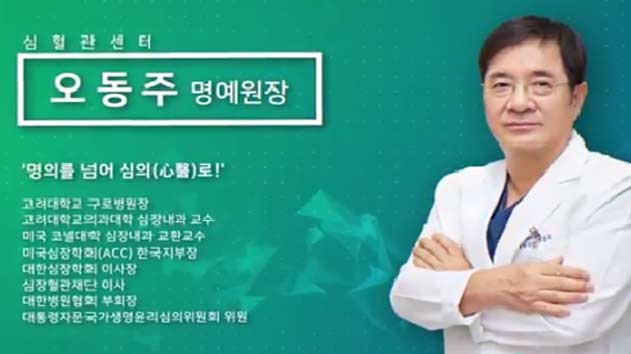 심혈관센터
오동주 명예원장
'명의를 넘어 심의(心醫)로!'
고려대학교 구로병원장
고려대학교의과대학 심장내과 교수
미국 코넬대학 심장내과 교환교수
미국심장학회(ACC) 한국지부장
대한심장학회 이사장
심장혈관재단 이사
대한병원협회 부회장
대통령자문국가생명윤리심의위원회 위원